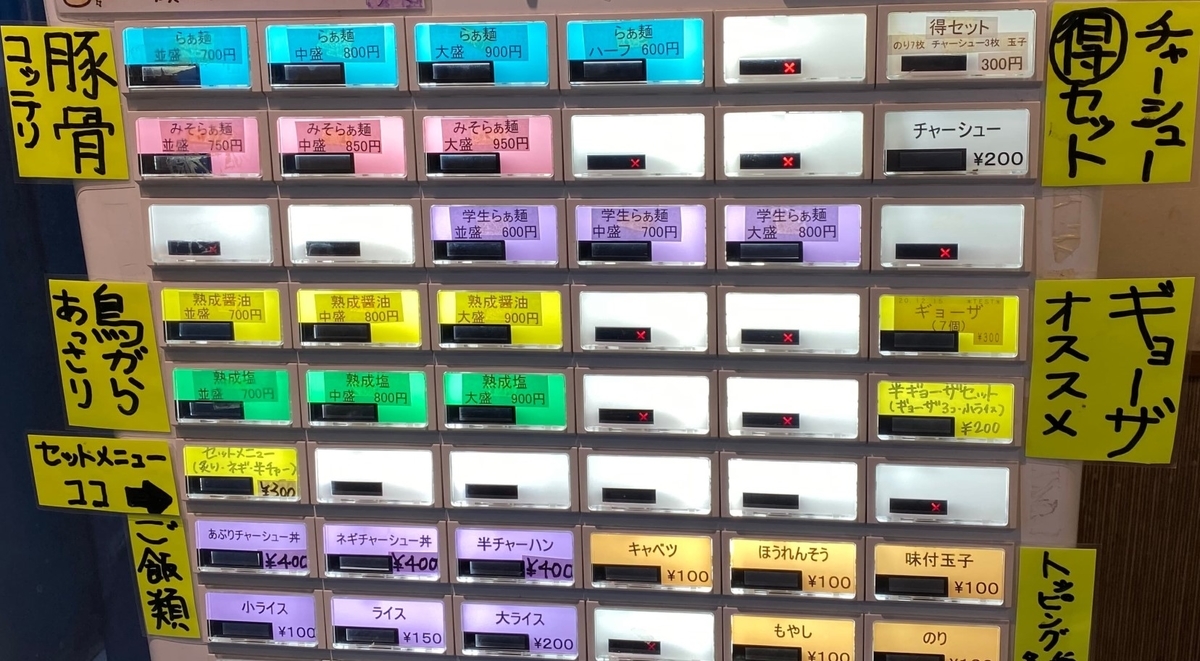 豚骨
コッテリ
らぁ麺
並盛 700円
らぁ麺
中盛 800円
らぁ麺
大盛 900円
らぁ麺
ハーフ 600円
得セット
のり7枚 チャーシュー3枚 玉子
300円
チャーシュー
得セット
みそらぁ麺
並盛 750円
みそらぁ麺
中盛 850円
みそらぁ麺
大盛 950円
チャーシュー
¥200
学生らぁ麺
並盛 600円
学生らぁ麺
中盛 700円
学生らぁ麺
大盛 800円
鳥がら
あっさり
熟成醤油
並盛 700円
熟成醤油
中盛 800円
熟成醤油
大盛 900円
ギョーザ
(7個)
¥300
ギョーザ
オススメ
熟成塩
並盛 700円
熟成塩
中盛 800円
熟成塩
大盛 900円
半ギョーザセット
(ギョーザ3コ・小ライス)
¥200
セットメニュー
ココ
セットメニュー
(炙り・ネギ・半チャー)
¥300
ご飯類
あぶりチャーシュー丼
¥400
ネギチャーシュー丼
¥400
半チャーハン
¥400
キャベツ
¥100
ほうれんそう
¥100
味付玉子
¥100
トッピング
小ライス
¥100
ライス
¥150
大ライス
¥200
もやし
¥100
のり